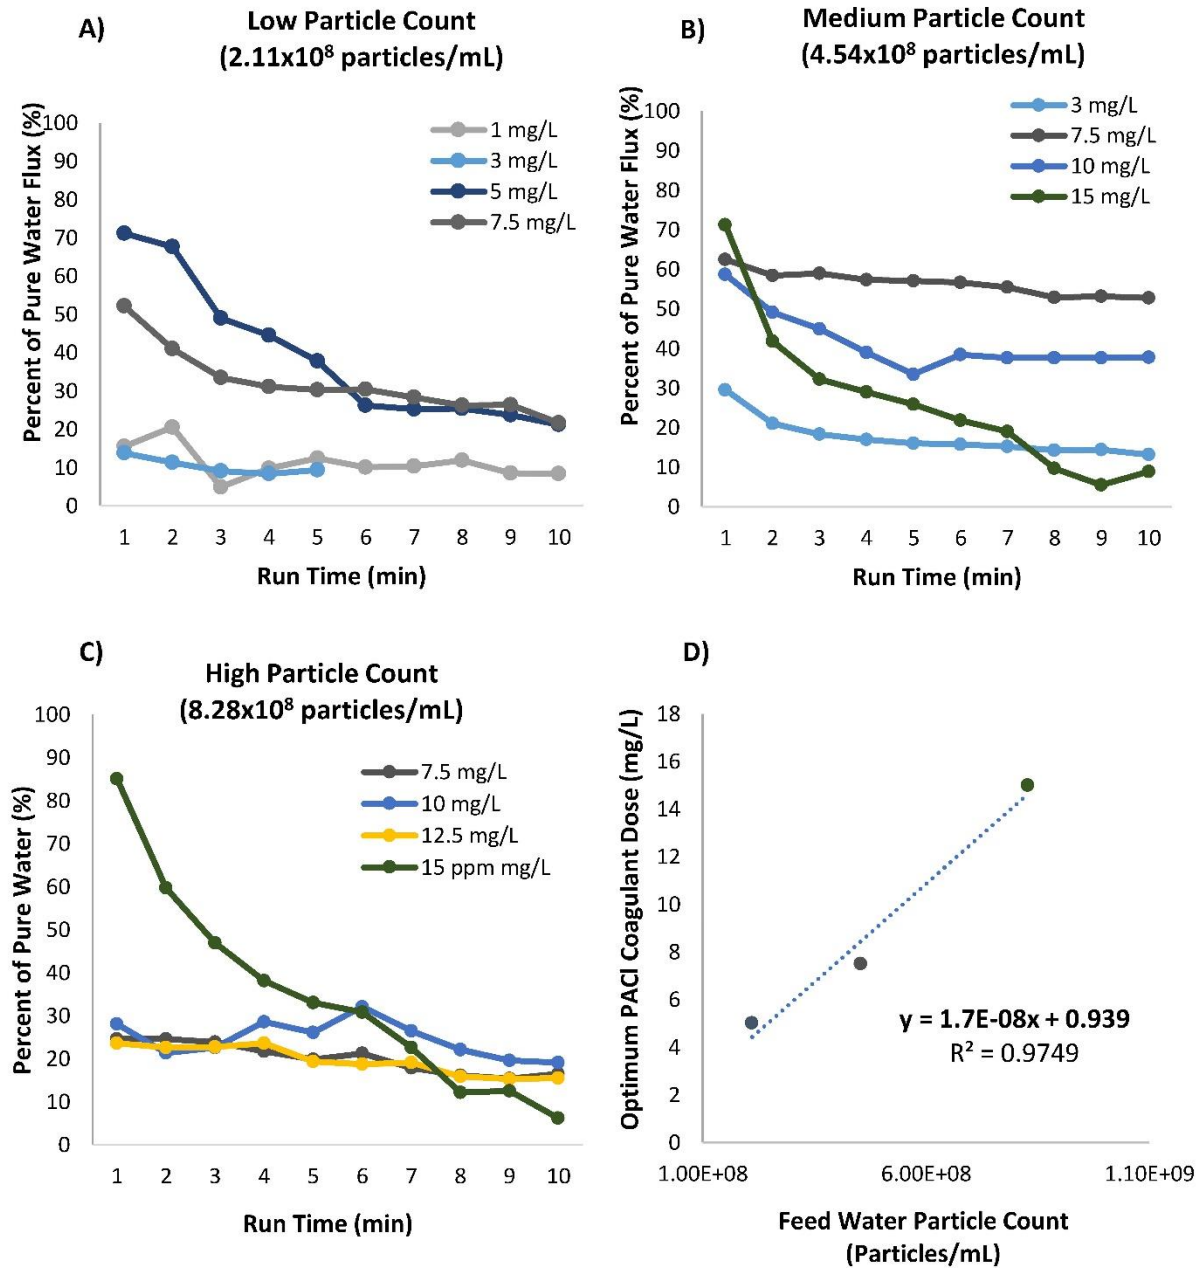 A)
Low Particle Count
(2.11x10⁸ particles/mL)
Percent of Pure Water Flux (%)
100
90
80
70
60
50
40
30
20
10
0
1 mg/L
3 mg/L
5 mg/L
7.5 mg/L
1 2 3 4 5 6 7 8 9 10
Run Time (min)
B)
Medium Particle Count
(4.54x10⁸ particles/mL)
Percent of Pure Water Flux (%)
100
90
80
70
60
50
40
30
20
10
0
3 mg/L
7.5 mg/L
10 mg/L
15 mg/L
1 2 3 4 5 6 7 8 9 10
Run Time (min)
C)
High Particle Count
(8.28x10⁸ particles/mL)
Percent of Pure Water (%)
100
90
80
70
60
50
40
30
20
10
0
7.5 mg/L
10 mg/L
12.5 mg/L
15 ppm mg/L
1 2 3 4 5 6 7 8 9 10
Run Time (min)
D)
Optimum PACl Coagulant Dose (mg/L)
18
16
14
12
10
8
6
4
2
0
y = 1.7E-08x + 0.939
R² = 0.9749
1.00E+08 6.00E+08 1.10E+09
Feed Water Particle Count
(Particles/mL)